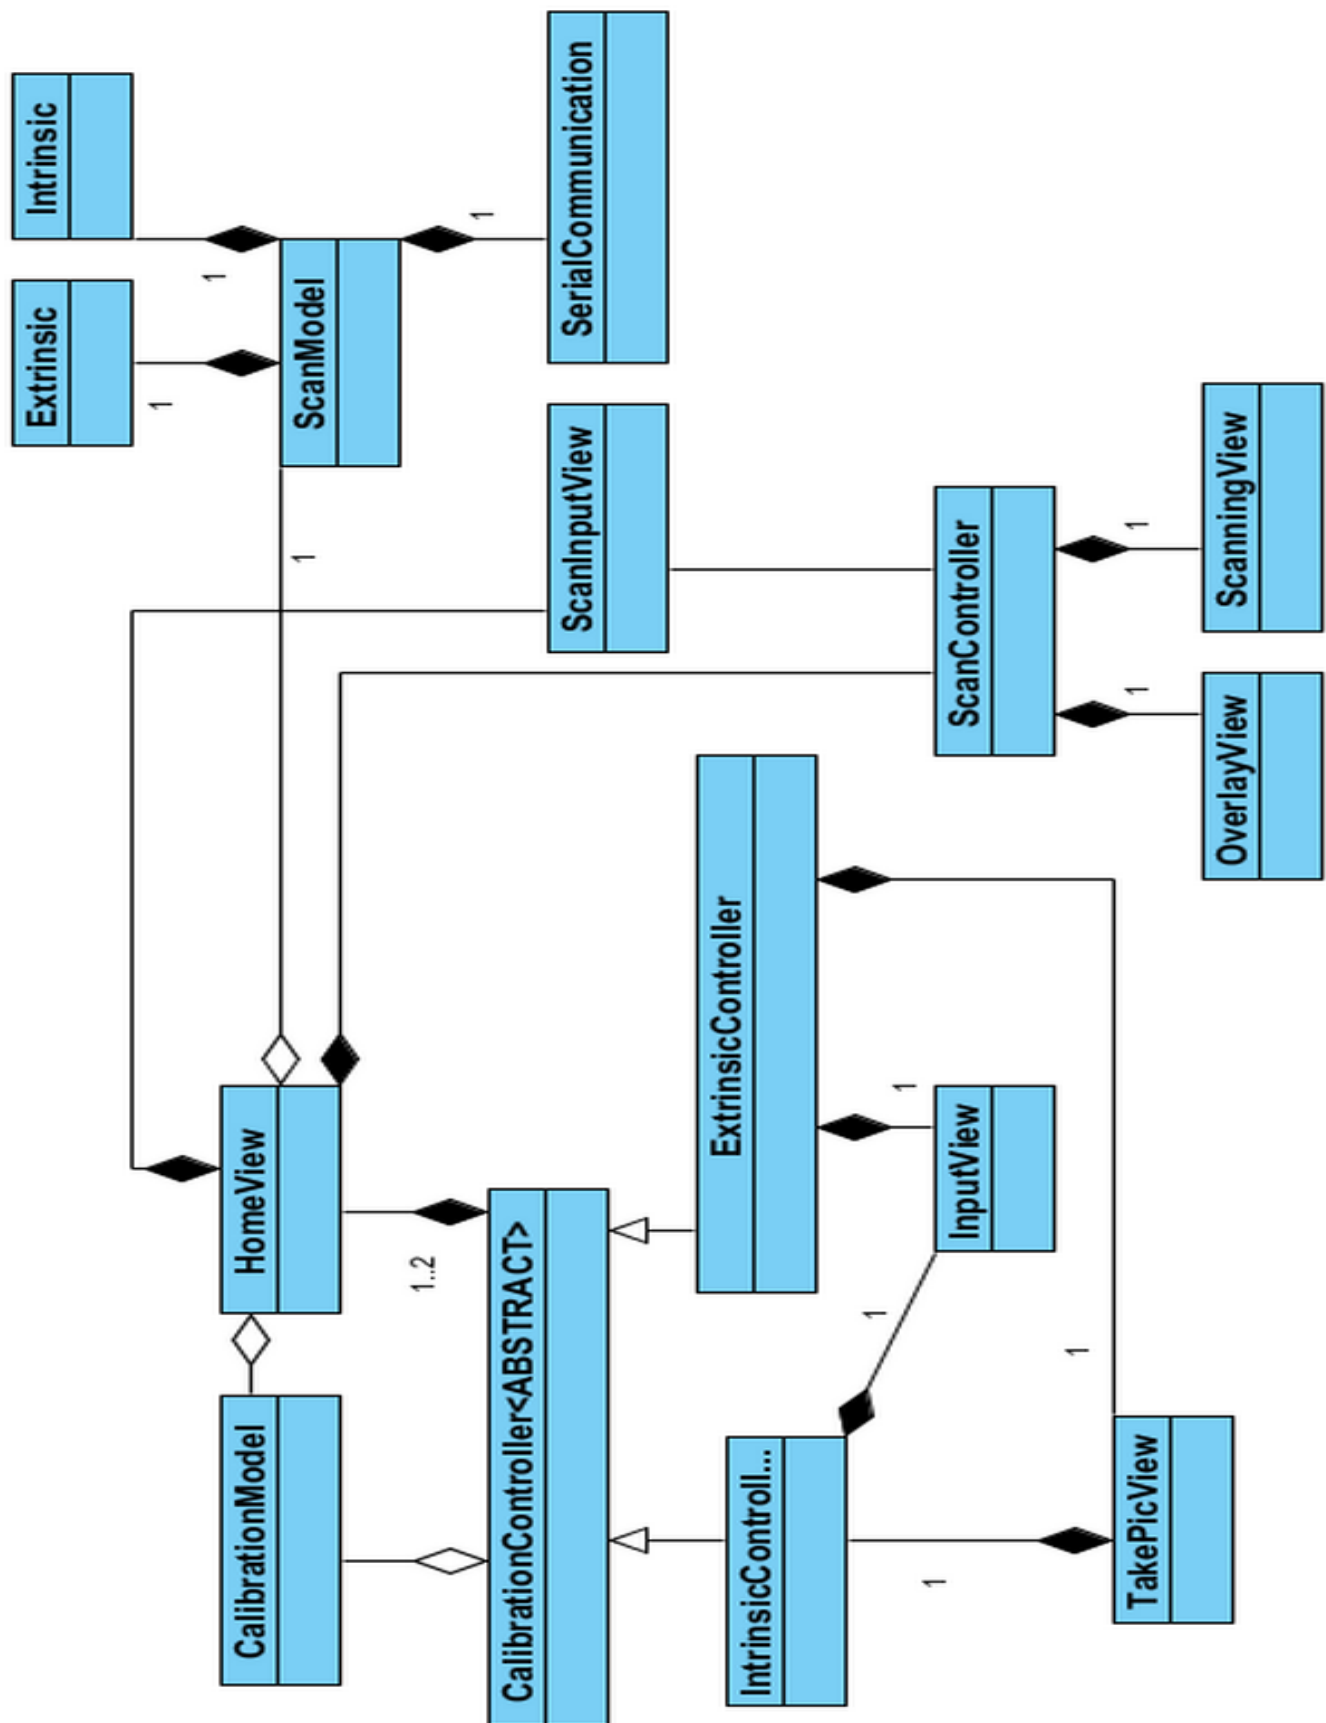 CalibrationModel
HomeView
1
Extrinsic
Intrinsic
1
1
ScanModel
1
1..2
CalibrationController<ABSTRACT>
ScanInputView
SerialCommunication
IntrinsicControll...
ExtrinsicController
1
1
1
1
InputView
ScanController
1
1
TakePicView
OverlayView
ScanningView